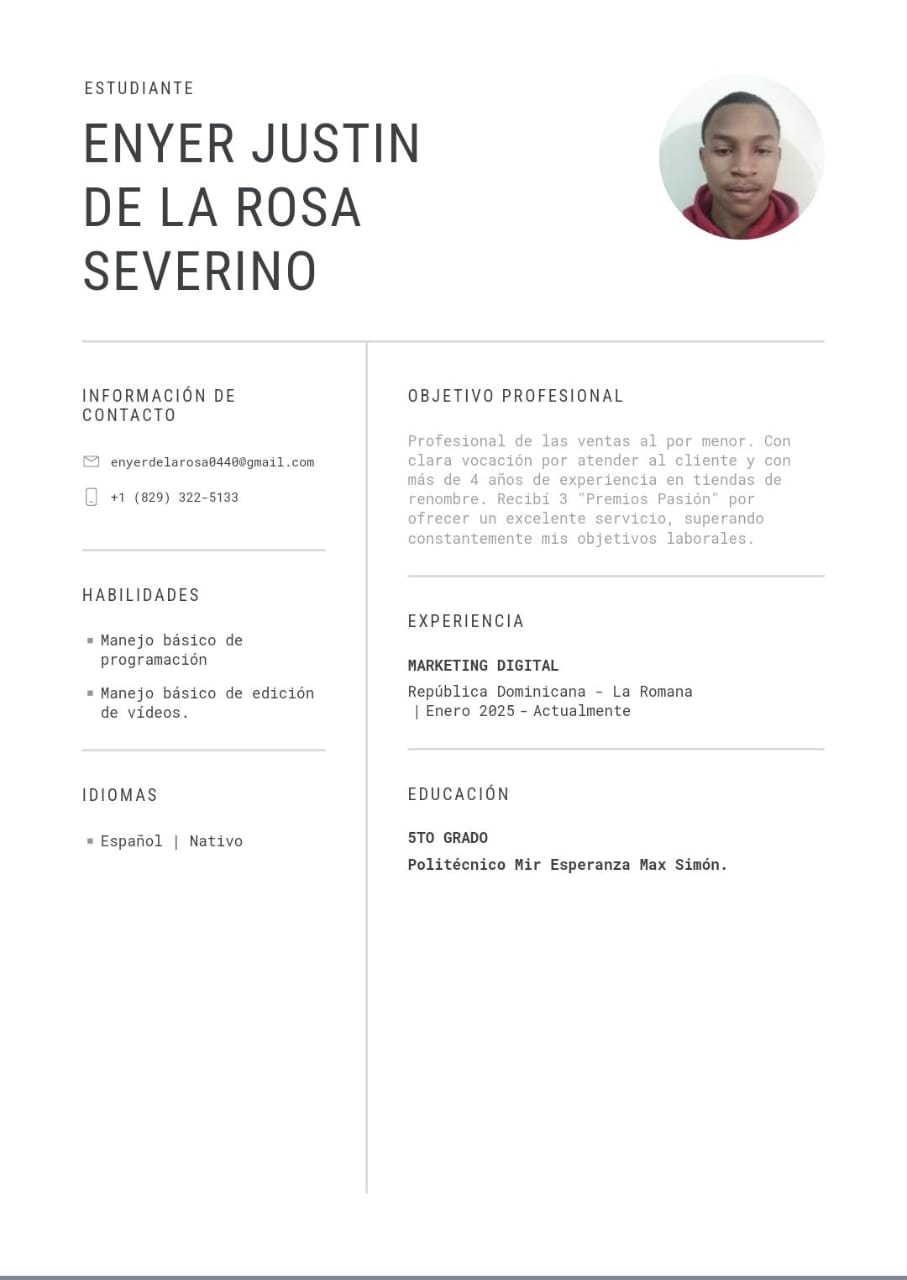 ESTUDIANTE
ENYER JUSTIN
DE LA ROSA
SEVERINO
INFORMACIÓN DE
CONTACTO
enyerdelarosa0440@gmail.com
+1 (829) 322-5133
HABILIDADES
Manejo básico de
programación
Manejo básico de edición
de vídeos.
IDIOMAS
Español | Nativo
OBJETIVO PROFESIONAL
Profesional de las ventas al por menor. Con
clara vocación por atender al cliente y con
más de 4 años de experiencia en tiendas de
renombre. Recibí 3 "Premios Pasión" por
ofrecer un excelente servicio, superando
constantemente mis objetivos laborales.
EXPERIENCIA
MARKETING DIGITAL
República Dominicana - La Romana
| Enero 2025 – Actualmente
EDUCACIÓN
5TO GRADO
Politécnico Mir Esperanza Max Simón.